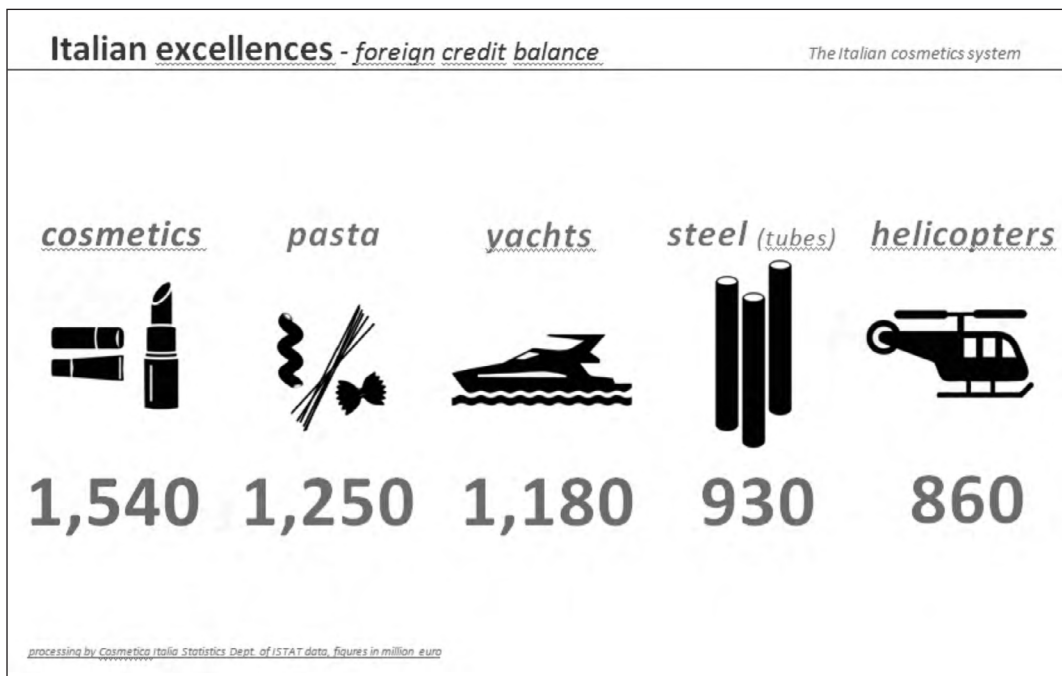 Italian excellences - foreign credit balance
The Italian cosmetics system
cosmetics pasta yachts steel (tubes) helicopters
1,540 1,250 1,180 930 860
processing by Cosmetica Italia Statistics Dept. of ISTAT data, figures in million euro